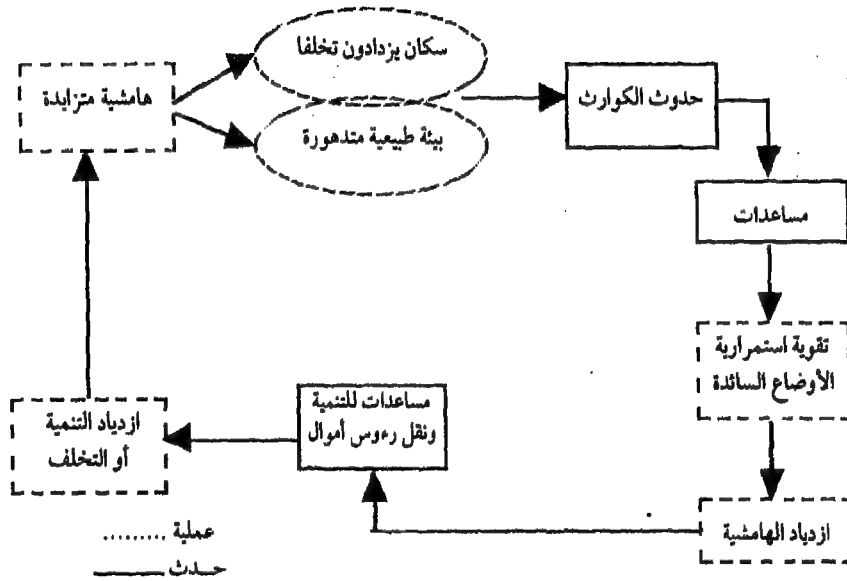 سكان يزدادون تخلفا
هامشية متزايدة
بيئة طبيعية متدهورة
حدوث الكوارث
مساعدات
تقوية استمرارية
الأوضاع السائدة
مساعدات للتنمية
ونقل رءوس أموال
ازدياد التنمية
أو التخلف
ازدياد الهامشية
عملية .........
حدث ـــــــــ